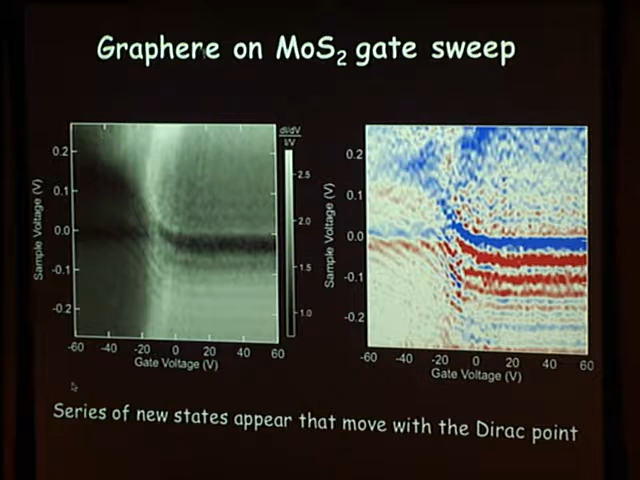 Graphere on MoS₂ gate sweep
dI/dV
I/V
0.2
0.1
0.0
-0.1
-0.2
Sample Voltage (V)
2.5
2.0
1.5
1.0
-60 -40 -20 0 20 40 60
Gate Voltage (V)
0.2
0.1
0.0
-0.1
-0.2
Sample Voltage (V)
-60 -40 -20 0 20 40 60
Gate Voltage (V)
Series of new states appear that move with the Dirac point